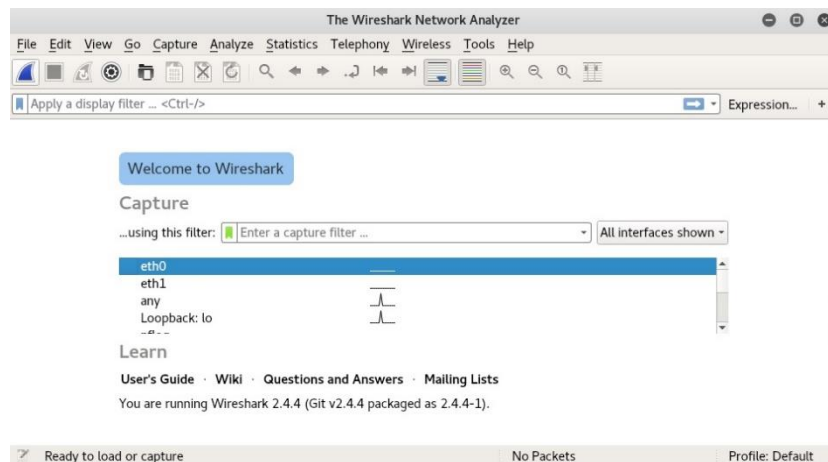 The Wireshark Network Analyzer
File Edit View Go Capture Analyze Statistics Telephony Wireless Tools Help
Apply a display filter ... <Ctrl-/> Expression... +
Welcome to Wireshark
Capture
...using this filter: Enter a capture filter ... All interfaces shown
eth0
eth1
any
Loopback: lo
Learn
User's Guide · Wiki · Questions and Answers · Mailing Lists
You are running Wireshark 2.4.4 (Git v2.4.4 packaged as 2.4.4-1).
Ready to load or capture No Packets Profile: Default